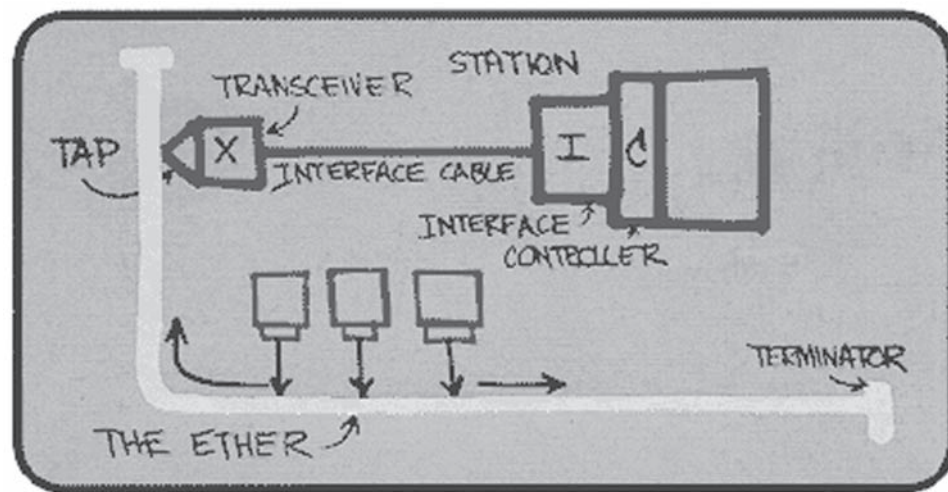 STATION
TRANSCEIVER
TAP
X
I
C
INTERFACE CABLE
INTERFACE
CONTROLLER
TERMINATOR
THE ETHER